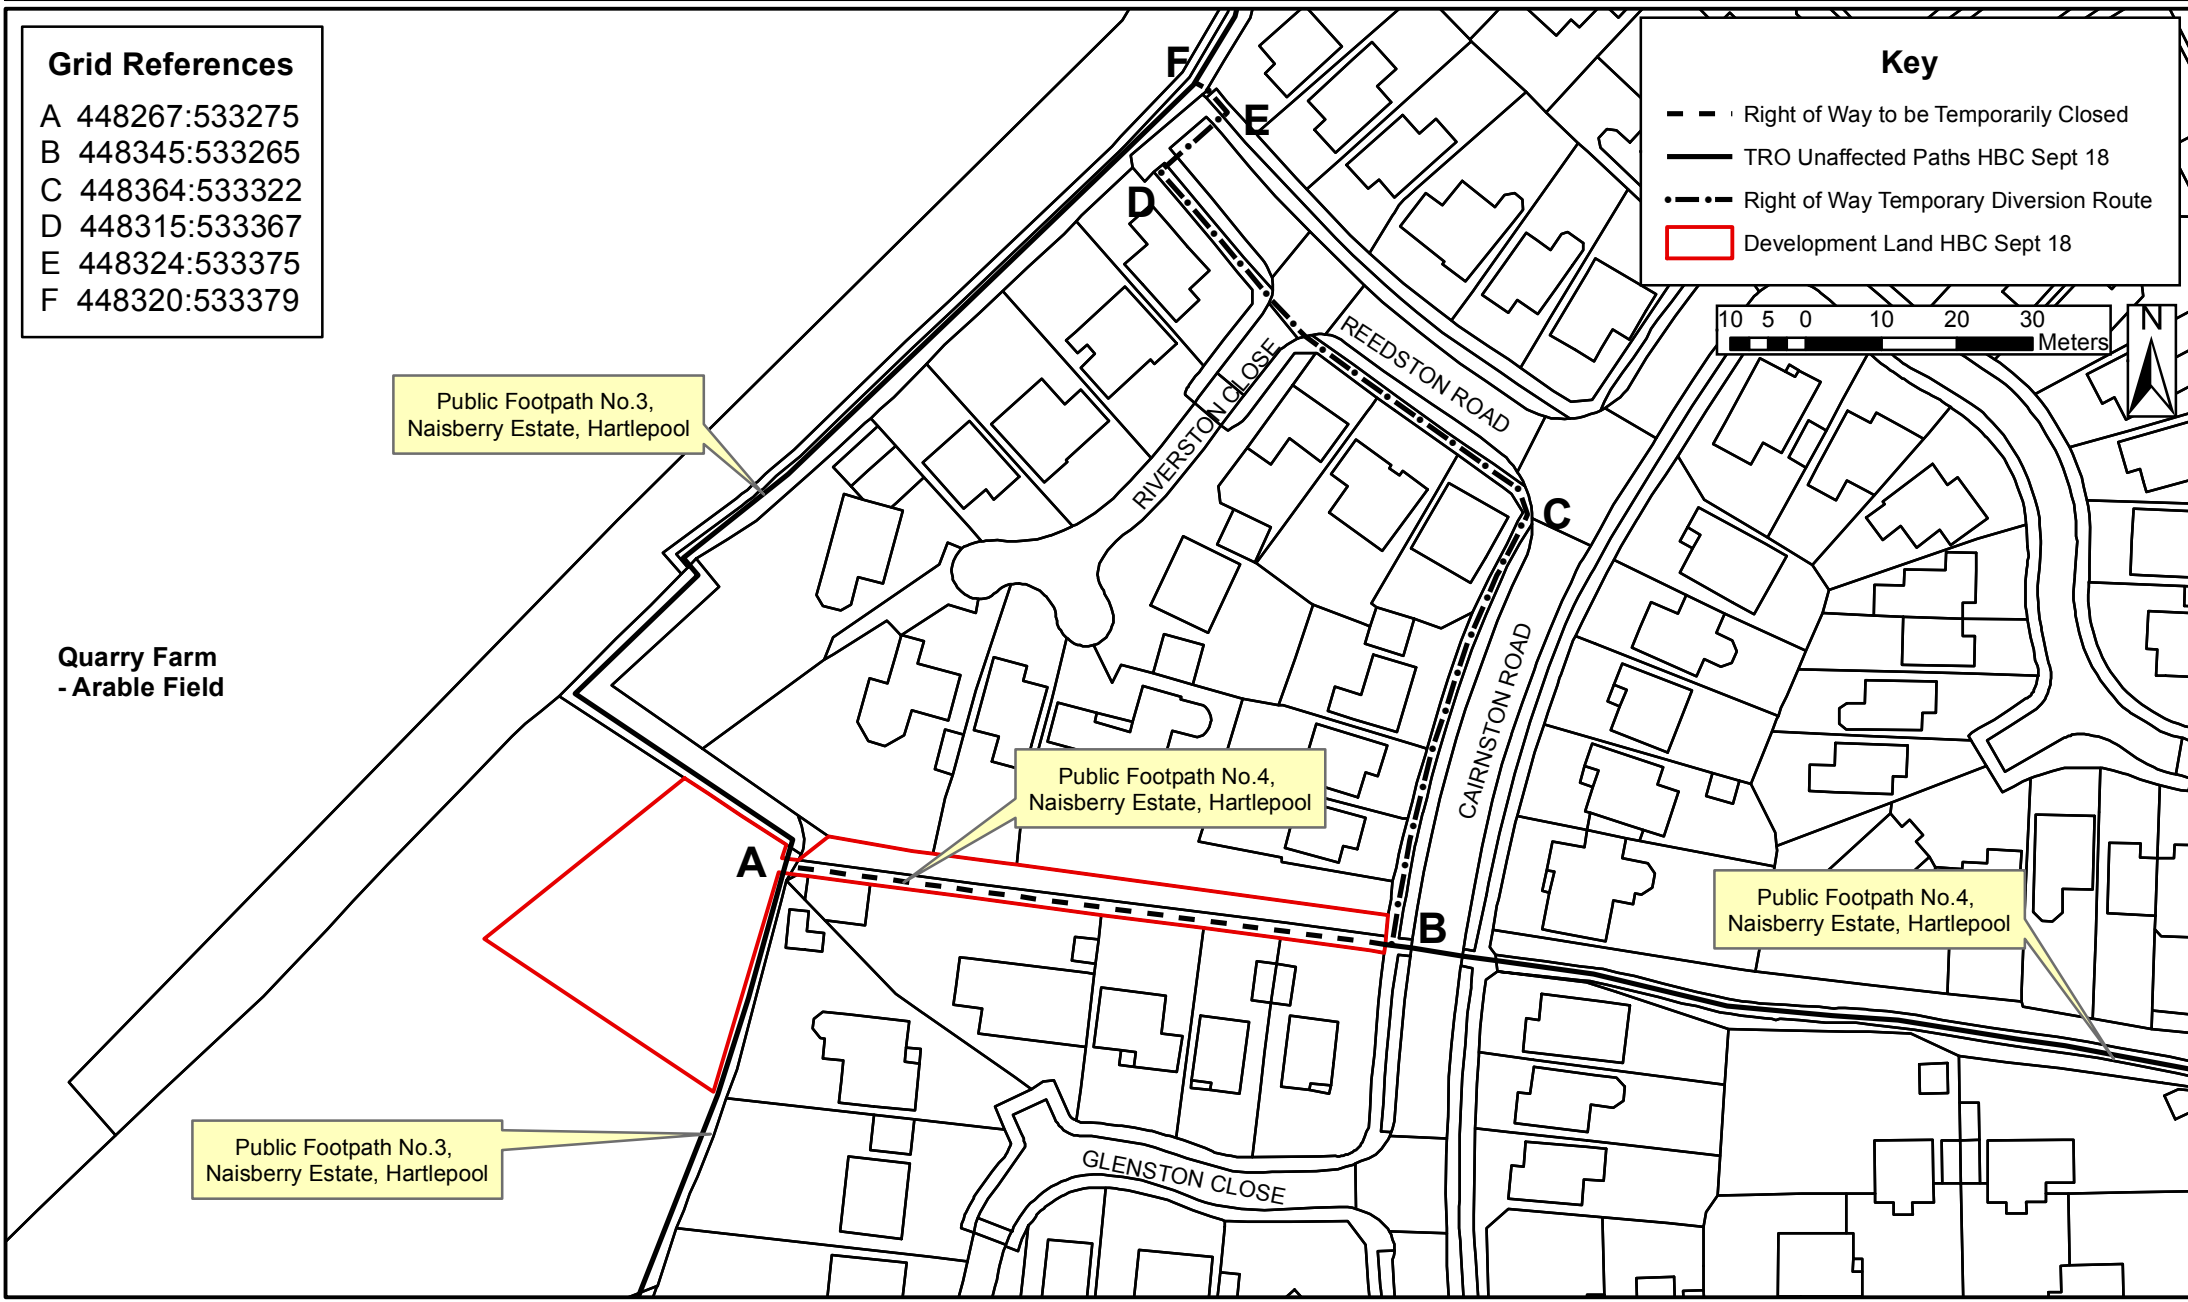 Grid References
A 448267:533275
B 448345:533265
C 448364:533322
D 448315:533367
E 448324:533375
F 448320:533379
Key
Right of Way to be Temporarily Closed
TRO Unaffected Paths HBC Sept 18
Right of Way Temporary Diversion Route
Development Land HBC Sept 18
10 5 0 10 20 30
Meters
N
F
E
D
REEDSTON ROAD
RIVERSTON CLOSE
Public Footpath No.3,
Naisberry Estate, Hartlepool
C
Quarry Farm
- Arable Field
CAIRNSTON ROAD
Public Footpath No.4,
Naisberry Estate, Hartlepool
A
B
Public Footpath No.4,
Naisberry Estate, Hartlepool
Public Footpath No.3,
Naisberry Estate, Hartlepool
GLENSTON CLOSE